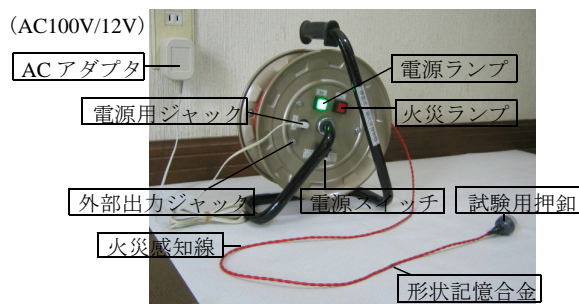 (AC100V/12V)
ACアダプタ
電源ランプ
電源用ジャック
火災ランプ
外部出力ジャック
電源スイッチ
試験用押釦
火災感知線
形状記憶合金